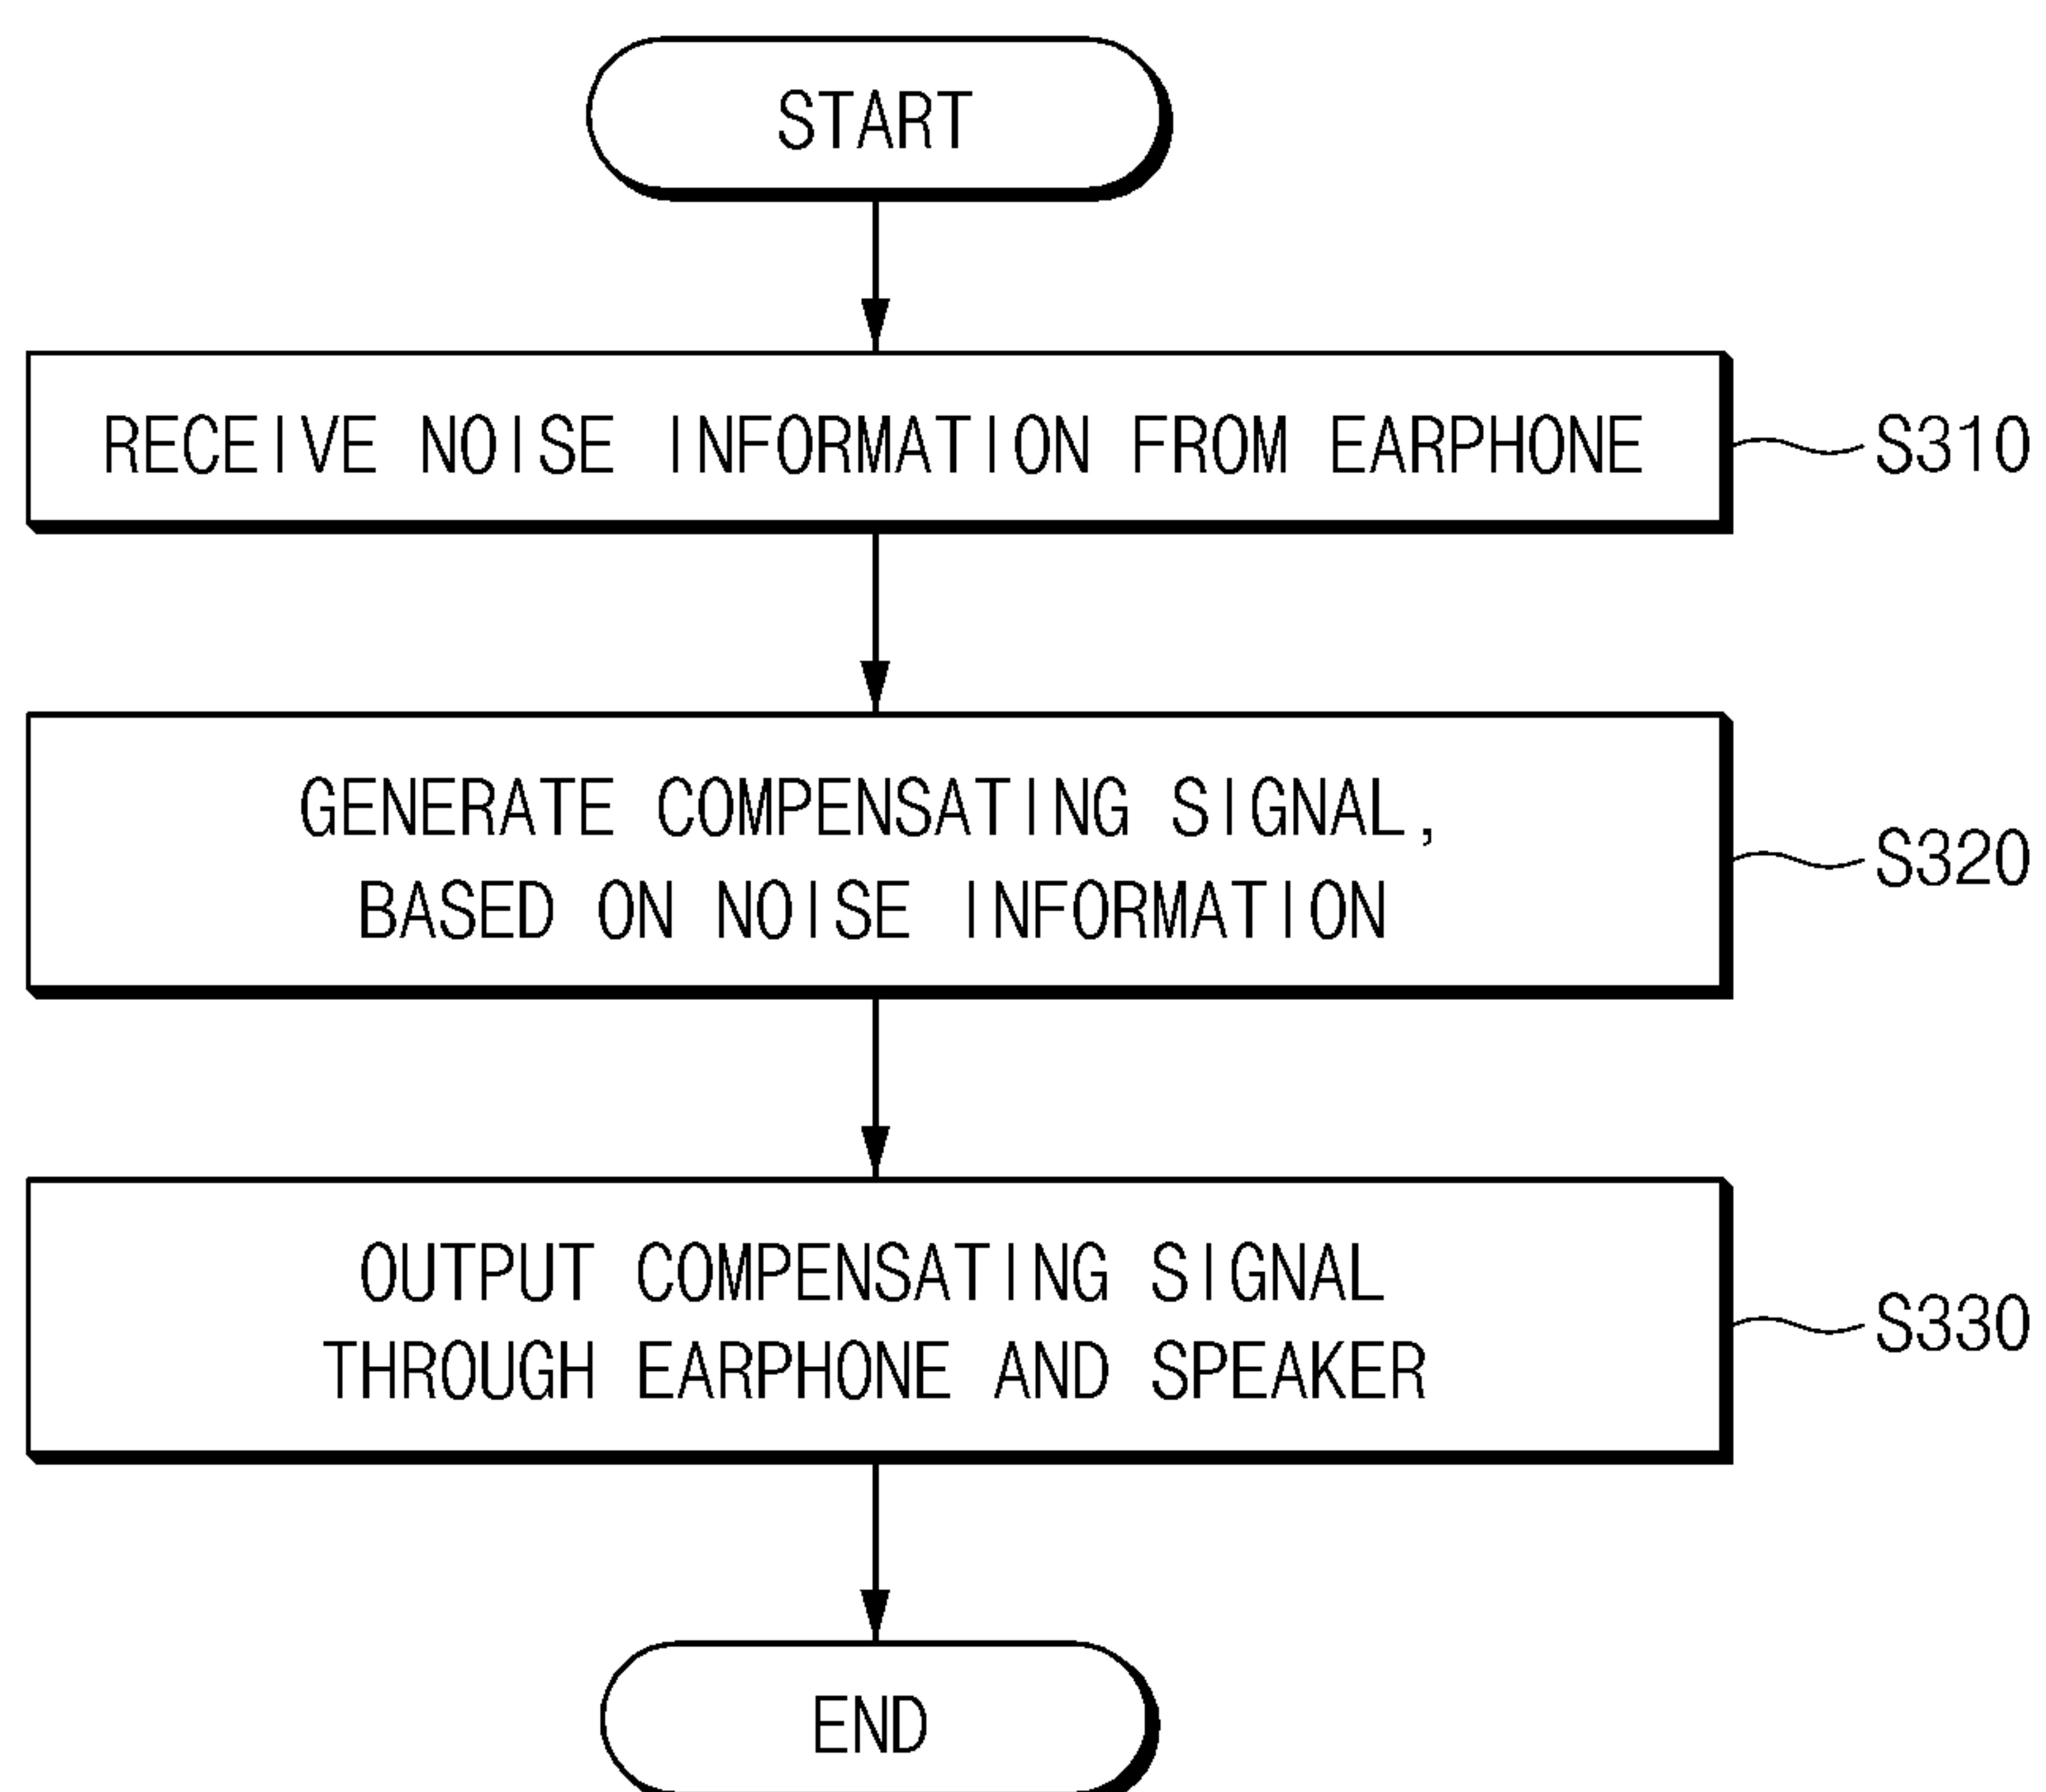 START
RECEIVE NOISE INFORMATION FROM EARPHONE
S310
GENERATE COMPENSATING SIGNAL,
BASED ON NOISE INFORMATION
S320
OUTPUT COMPENSATING SIGNAL
THROUGH EARPHONE AND SPEAKER
S330
END